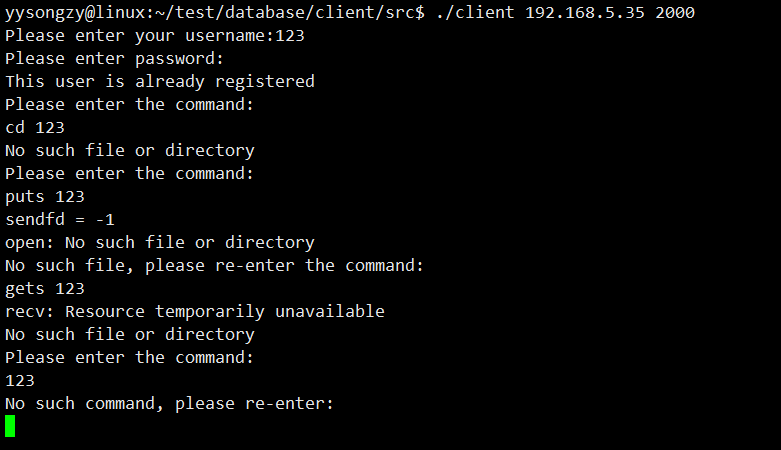 yysongzy@linux:~/test/database/client/src$ ./client 192.168.5.35 2000
Please enter your username:123
Please enter password:
This user is already registered
Please enter the command:
cd 123
No such file or directory
Please enter the command:
puts 123
sendfd = -1
open: No such file or directory
No such file, please re-enter the command:
gets 123
recv: Resource temporarily unavailable
No such file or directory
Please enter the command:
123
No such command, please re-enter: